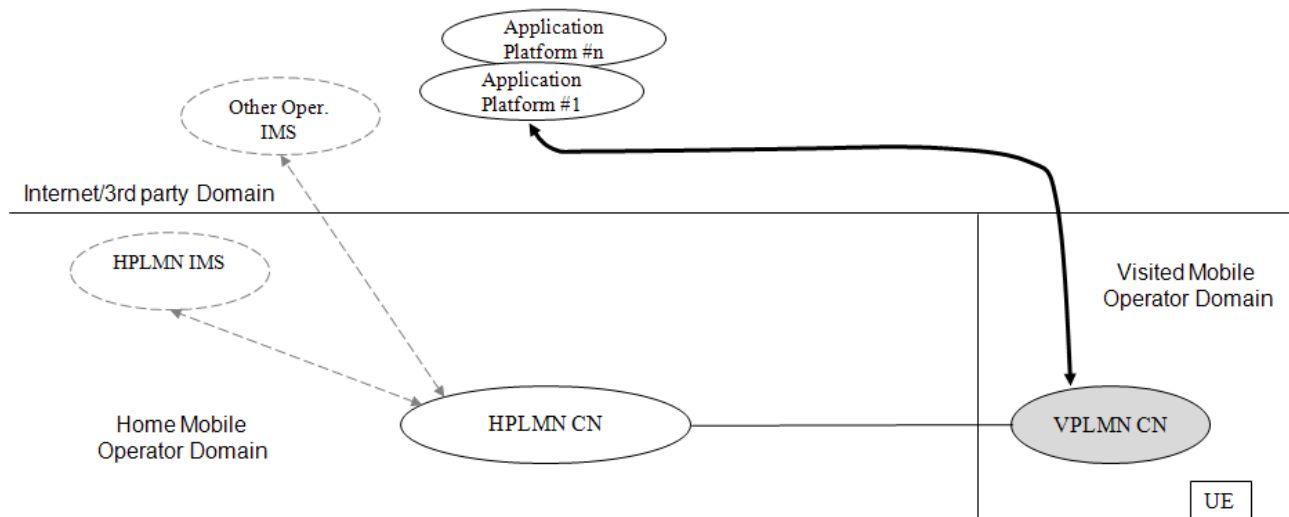 Application
Platform #n
Application
Platform #1
Other Oper.
IMS
Internet/3rd party Domain
HPLMN IMS
Visited Mobile
Operator Domain
Home Mobile
Operator Domain
HPLMN CN
VPLMN CN
UE